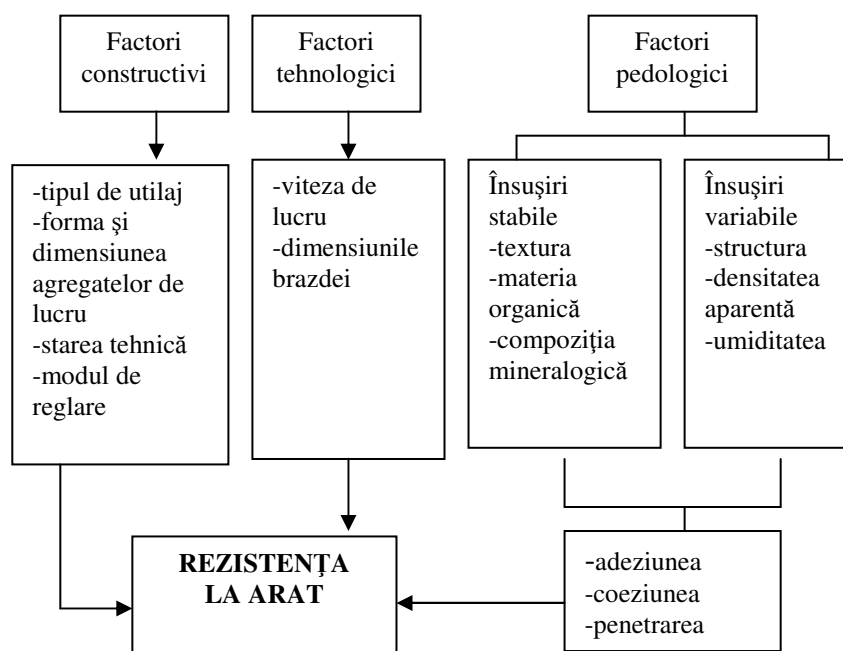 Factori
constructivi
Factori
tehnologici
Factori
pedologici
-tipul de utilaj
-forma şi
dimensiunea
agregatelor de
lucru
-starea tehnică
-modul de
reglare
-viteza de
lucru
-dimensiunile
brazdei
Însuşiri
stabile
-textura
-materia
organică
-compoziţia
mineralogică
Însuşiri
variabile
-structura
-densitatea
aparentă
-umiditatea
REZISTENŢA
LA ARAT
-adeziunea
-coeziunea
-penetrarea